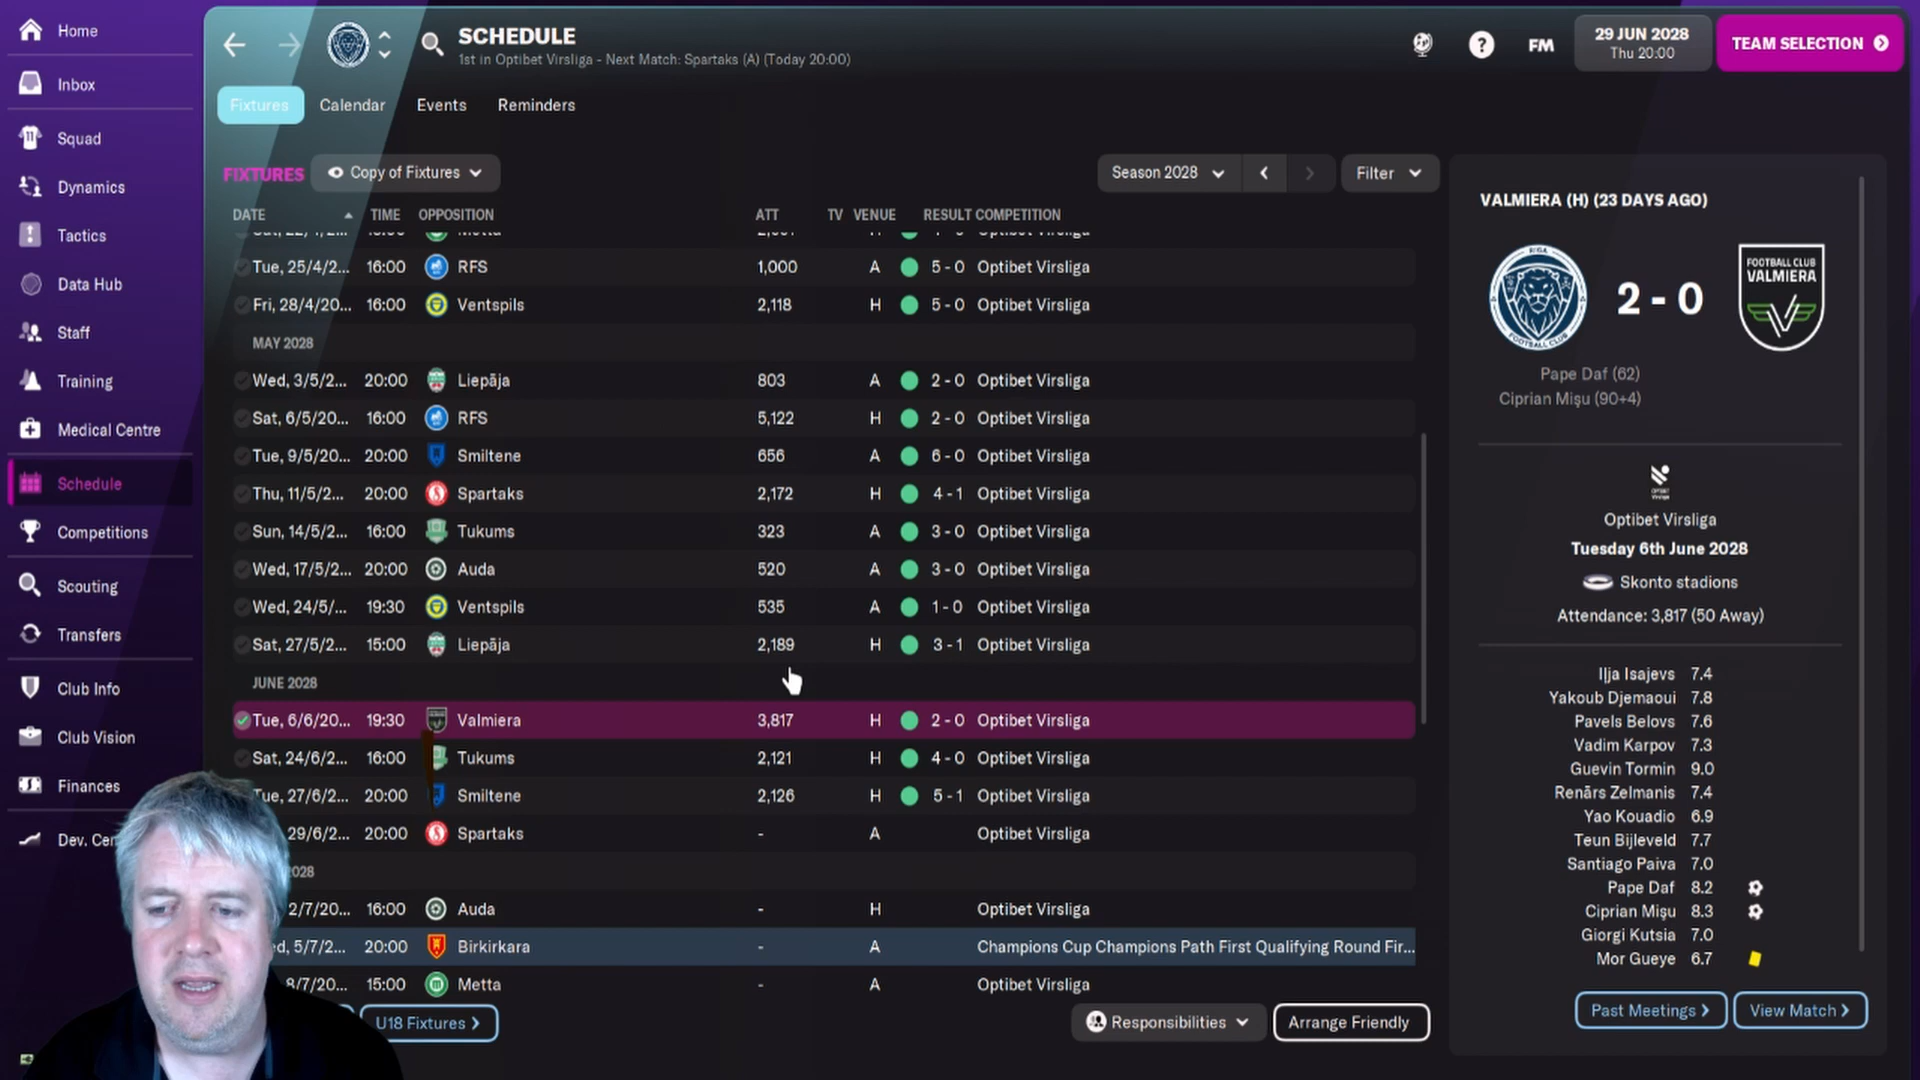 Home
Inbox
Squad
Dynamics
Tactics
Data Hub
Staff
Training
Medical Centre
Schedule
Competitions
Scouting
Transfers
Club Info
Club Vision
Finances
Dev. Cen
SCHEDULE
1st in Optibet Virsliga - Next Match: Spartaks (A) (Today 20:00)
FM
29 JUN 2028
Thu 20:00
TEAM SELECTION
Fixtures Calendar Events Reminders
FIXTURES Copy of Fixtures Season 2028 Filter
DATE TIME OPPOSITION ATT TV VENUE RESULT COMPETITION
Tue, 25/4/2... 16:00 RFS 1,000 A 5 - 0 Optibet Virsliga
Fri, 28/4/20... 16:00 Ventspils 2,118 H 5 - 0 Optibet Virsliga
MAY 2028
Wed, 3/5/2... 20:00 Liepāja 803 A 2 - 0 Optibet Virsliga
Sat, 6/5/20... 16:00 RFS 5,122 H 2 - 0 Optibet Virsliga
Tue, 9/5/20... 20:00 Smiltene 656 A 6 - 0 Optibet Virsliga
Thu, 11/5/2... 20:00 Spartaks 2,172 H 4 - 1 Optibet Virsliga
Sun, 14/5/2... 16:00 Tukums 323 A 3 - 0 Optibet Virsliga
Wed, 17/5/2... 20:00 Auda 520 A 3 - 0 Optibet Virsliga
Wed, 24/5/... 19:30 Ventspils 535 A 1 - 0 Optibet Virsliga
Sat, 27/5/2... 15:00 Liepāja 2,189 H 3 - 1 Optibet Virsliga
JUNE 2028
Tue, 6/6/20... 19:30 Valmiera 3,817 H 2 - 0 Optibet Virsliga
Sat, 24/6/2... 16:00 Tukums 2,121 H 4 - 0 Optibet Virsliga
Tue, 27/6/2... 20:00 Smiltene 2,126 H 5 - 1 Optibet Virsliga
29/6/2... 20:00 Spartaks - A Optibet Virsliga
2028
2/7/20... 16:00 Auda - H Optibet Virsliga
ed, 5/7/2... 20:00 Birkirkara - A Champions Cup Champions Path First Qualifying Round Fir...
8/7/20... 15:00 Metta - A Optibet Virsliga
U18 Fixtures Responsibilities Arrange Friendly
VALMIERA (H) (23 DAYS AGO)
RIGA
FOOTBALL CLUB
2 - 0
FOOTBALL CLUB
VALMIERA
Pape Daf (62)
Ciprian Mișu (90+4)
Optibet Virsliga
Tuesday 6th June 2028
Skonto stadions
Attendance: 3,817 (50 Away)
Iļja Isajevs 7.4
Yakoub Djemaoui 7.8
Pavels Belovs 7.6
Vadim Karpov 7.3
Guevin Tormin 9.0
Renārs Zelmanis 7.4
Yao Kouadio 6.9
Teun Bijleveld 7.7
Santiago Paiva 7.0
Pape Daf 8.2
Ciprian Mișu 8.3
Giorgi Kutsia 7.0
Mor Gueye 6.7
Past Meetings View Match